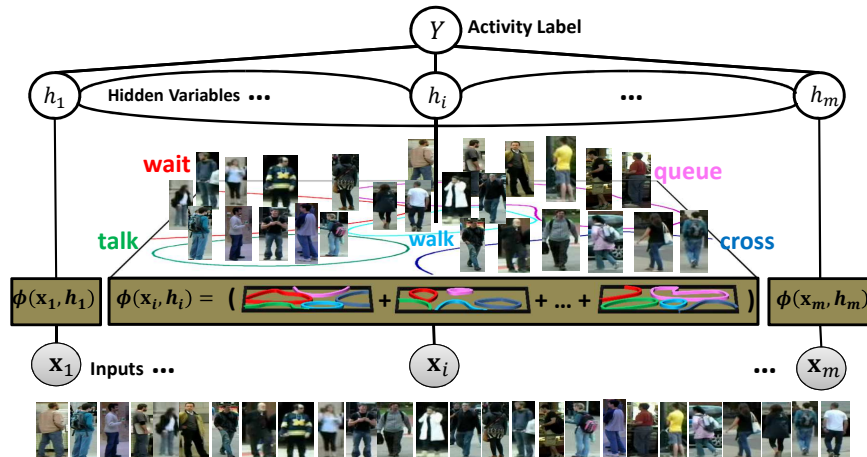 Y Activity Label
h₁ Hidden Variables ... hᵢ ... hₘ
wait queue
talk walk cross
ϕ(x₁, h₁) ϕ(xᵢ, hᵢ) = ( + + ... + ) ϕ(xₘ, hₘ)
x₁ Inputs ... xᵢ ... xₘ